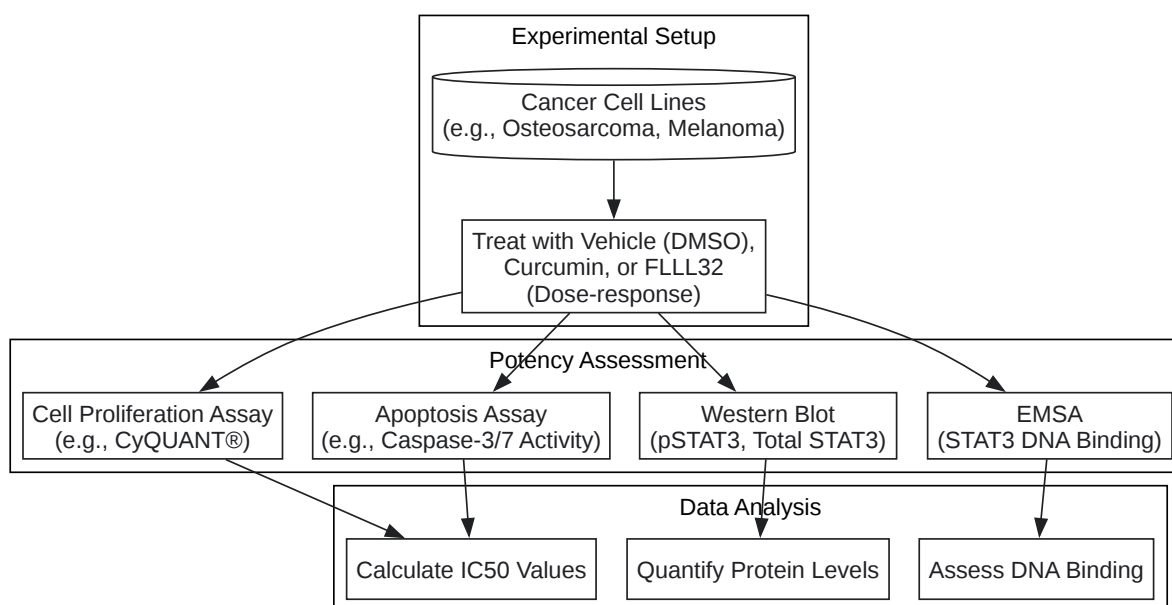 Experimental Setup
Cancer Cell Lines
(e.g., Osteosarcoma, Melanoma)
Treat with Vehicle (DMSO),
Curcumin, or FLLL32
(Dose-response)
Potency Assessment
Cell Proliferation Assay
(e.g., CyQUANT®)
Apoptosis Assay
(e.g., Caspase-3/7 Activity)
Western Blot
(pSTAT3, Total STAT3)
EMSA
(STAT3 DNA Binding)
Data Analysis
Calculate IC50 Values
Quantify Protein Levels
Assess DNA Binding